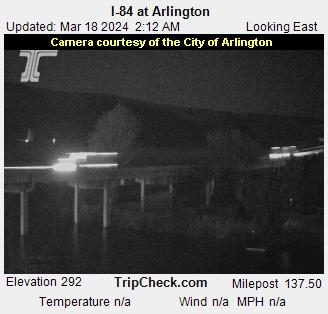 I-84 at Arlington
Updated: Mar 18 2024 2:12 AM Looking East
Camera courtesy of the City of Arlington
Elevation 292 TripCheck.com Milepost 137.50
Temperature n/a Wind n/a MPH n/a